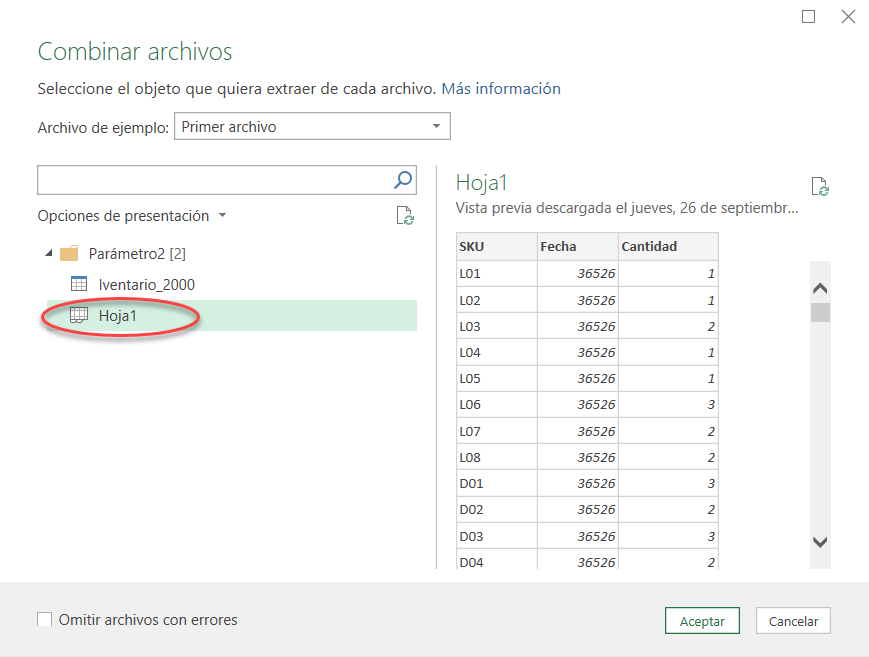 Combinar archivos
Seleccione el objeto que quiera extraer de cada archivo. Más información
Archivo de ejemplo: Primer archivo
Opciones de presentación
Parámetro2 [2]
Iventario_2000
Hoja1
Hoja1
Vista previa descargada el jueves, 26 de septiembr...
SKU Fecha Cantidad
L01 36526 1
L02 36526 1
L03 36526 2
L04 36526 1
L05 36526 1
L06 36526 3
L07 36526 2
L08 36526 2
D01 36526 3
D02 36526 2
D03 36526 3
D04 36526 2
Omitir archivos con errores
Aceptar Cancelar